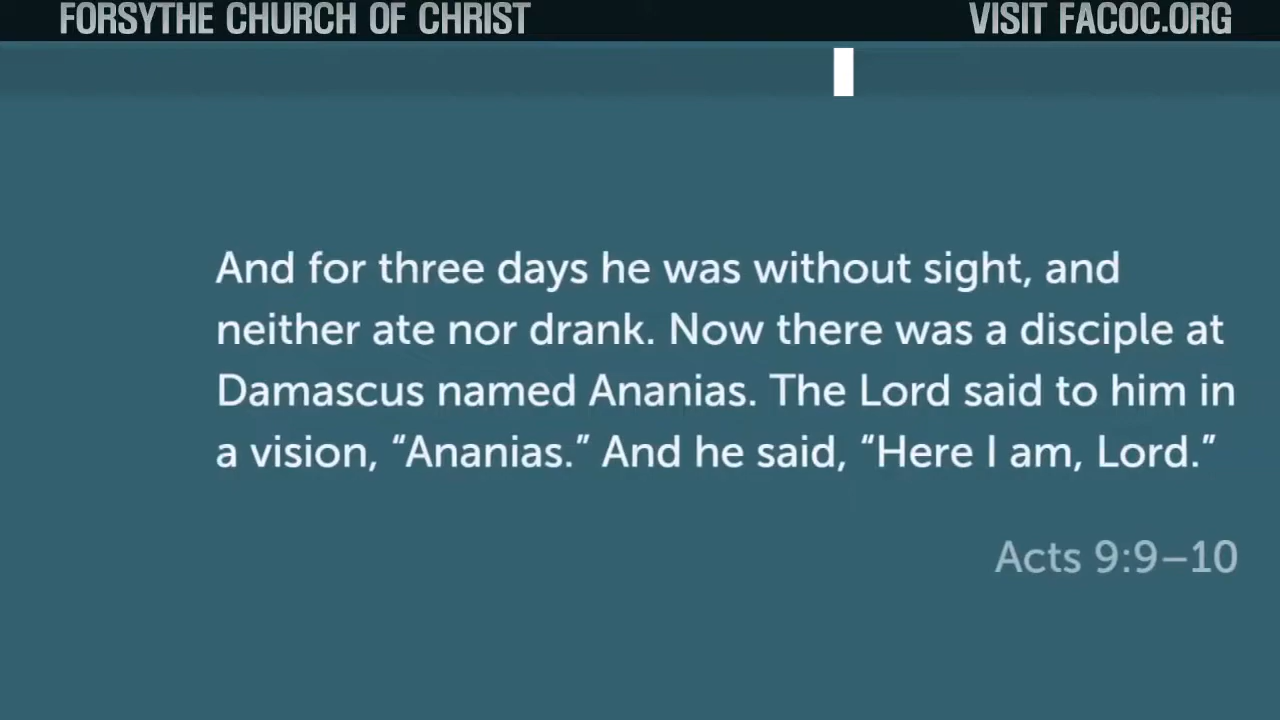 FORSYTHE CHURCH OF CHRIST
VISIT FACOC.ORG
And for three days he was without sight, and
neither ate nor drank. Now there was a disciple at
Damascus named Ananias. The Lord said to him in
a vision, “Ananias.” And he said, “Here I am, Lord.”
Acts 9:9–10